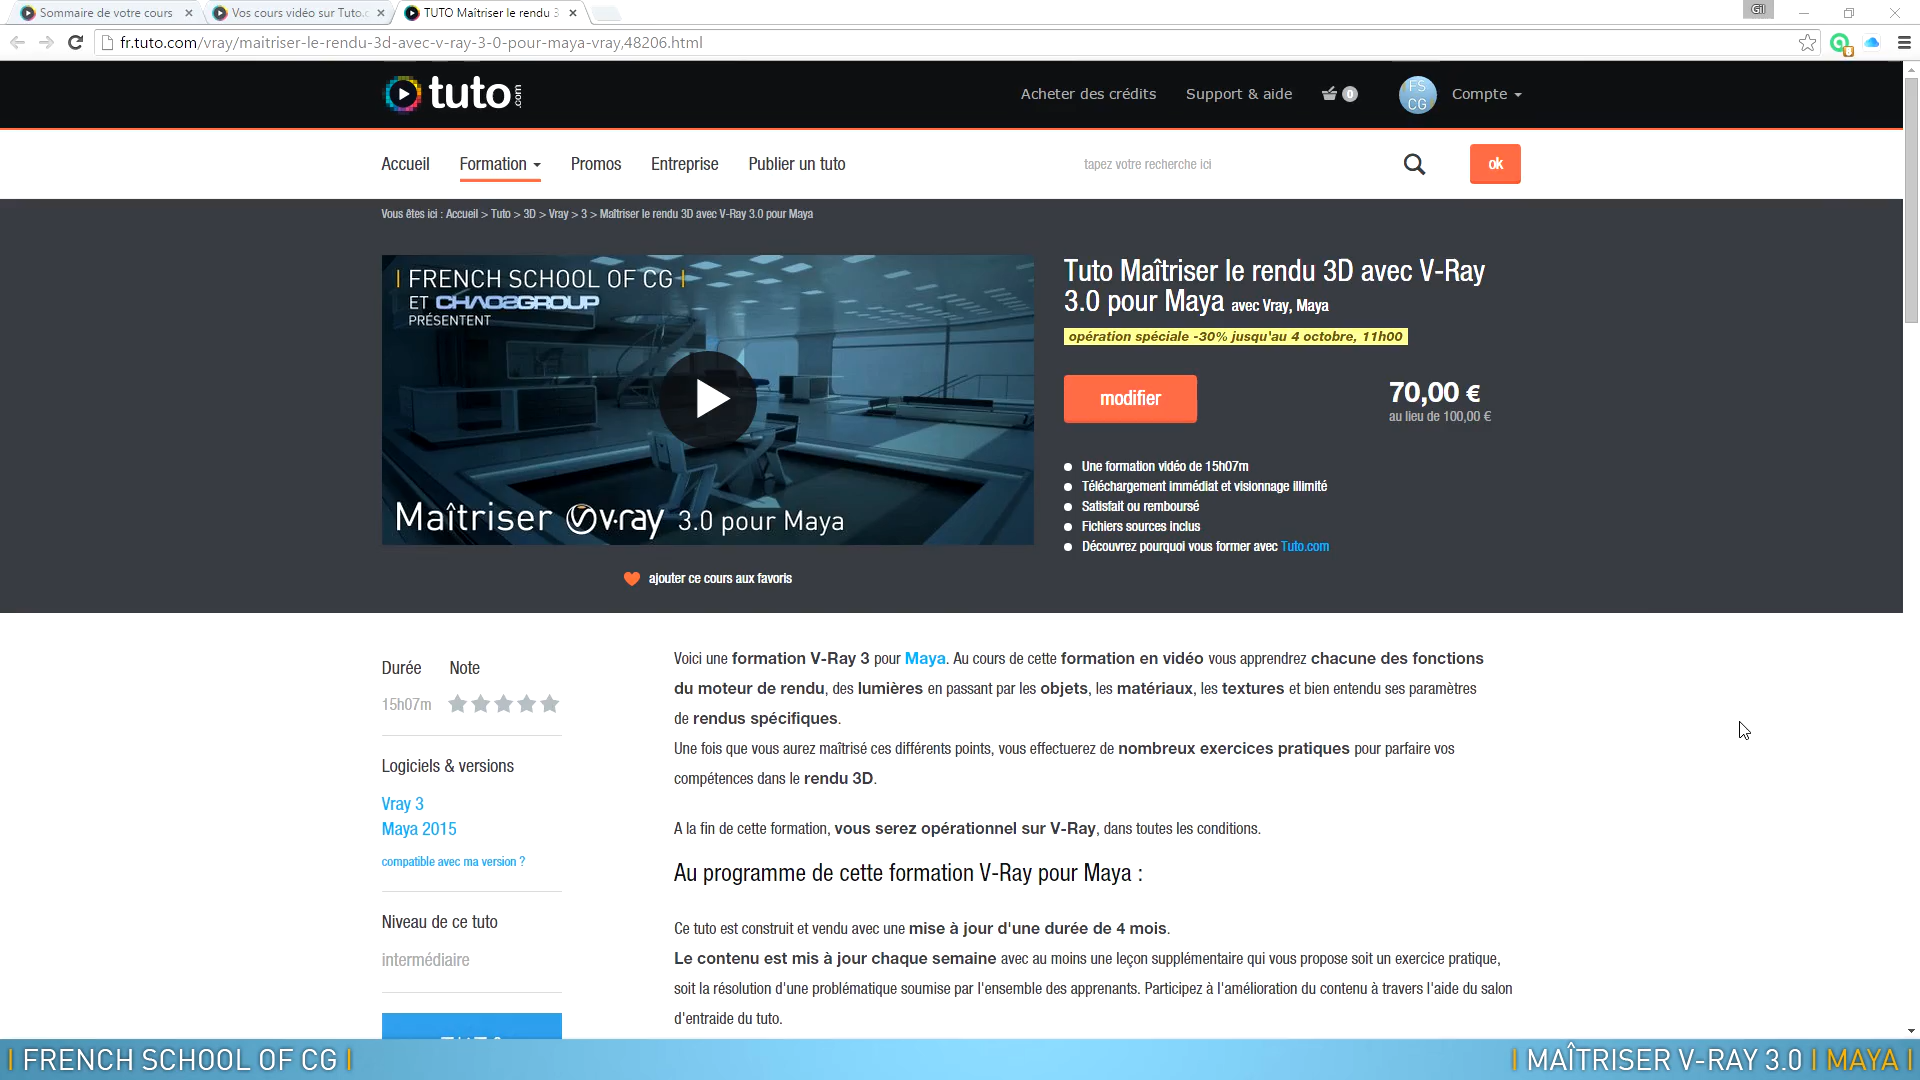 Sommaire de votre cours
Vos cours vidéo sur Tuto.c
TUTO Maîtriser le rendu 3
Gil
fr.tuto.com/vray/maitriser-le-rendu-3d-avec-v-ray-3-0-pour-maya-vray,48206.html
tuto.com
Acheter des crédits
Support & aide
0
FS
CG
Compte
Accueil
Formation
Promos
Entreprise
Publier un tuto
tapez votre recherche ici
ok
Vous êtes ici : Accueil > Tuto > 3D > Vray > 3 > Maîtriser le rendu 3D avec V-Ray 3.0 pour Maya
| FRENCH SCHOOL OF CG |
ET CHAOSGROUP
PRÉSENTENT
Maîtriser v-ray 3.0 pour Maya
ajouter ce cours aux favoris
Tuto Maîtriser le rendu 3D avec V-Ray
3.0 pour Maya avec Vray, Maya
opération spéciale -30% jusqu'au 4 octobre, 11h00
modifier
70,00 €
au lieu de 100,00 €
Une formation vidéo de 15h07m
Téléchargement immédiat et visionnage illimité
Satisfait ou remboursé
Fichiers sources inclus
Découvrez pourquoi vous former avec Tuto.com
Durée
Note
15h07m
Logiciels & versions
Vray 3
Maya 2015
compatible avec ma version ?
Niveau de ce tuto
intermédiaire
Voici une formation V-Ray 3 pour Maya. Au cours de cette formation en vidéo vous apprendrez chacune des fonctions
du moteur de rendu, des lumières en passant par les objets, les matériaux, les textures et bien entendu ses paramètres
de rendus spécifiques.
Une fois que vous aurez maîtrisé ces différents points, vous effectuerez de nombreux exercices pratiques pour parfaire vos
compétences dans le rendu 3D.
A la fin de cette formation, vous serez opérationnel sur V-Ray, dans toutes les conditions.
Au programme de cette formation V-Ray pour Maya :
Ce tuto est construit et vendu avec une mise à jour d'une durée de 4 mois.
Le contenu est mis à jour chaque semaine avec au moins une leçon supplémentaire qui vous propose soit un exercice pratique,
soit la résolution d'une problématique soumise par l'ensemble des apprenants. Participez à l'amélioration du contenu à travers l'aide du salon
d'entraide du tuto.
| FRENCH SCHOOL OF CG |
| MAÎTRISER V-RAY 3.0 | MAYA |